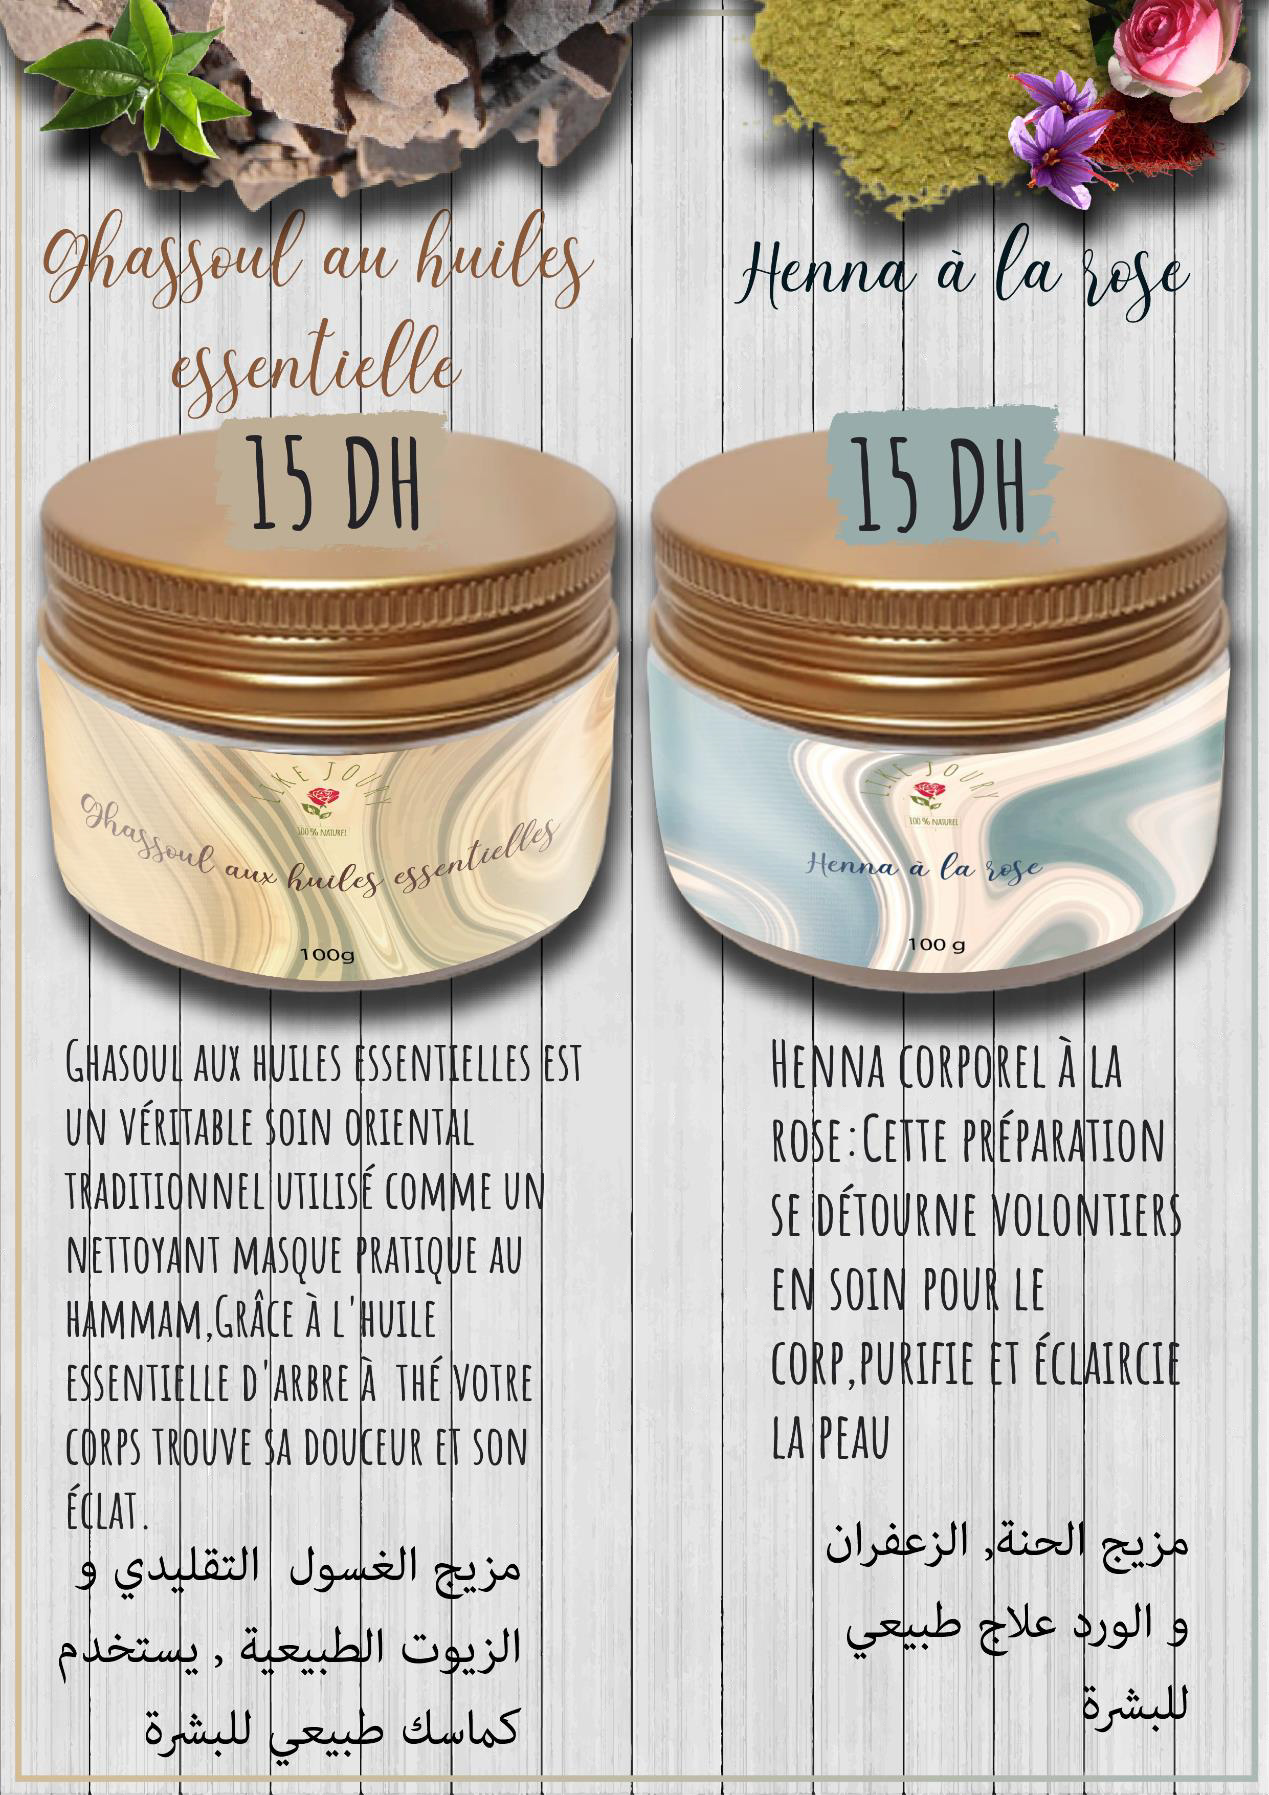 Ghassoul au huiles
essentielle
15 DH
LIKE JOURY
100 % NATUREL
Ghassoul aux huiles essentielles
100g
GHASOUL AUX HUILES ESSENTIELLES EST
UN VÉRITABLE SOIN ORIENTAL
TRADITIONNEL UTILISÉ COMME UN
NETTOYANT MASQUE PRATIQUE AU
HAMMAM,GRÂCE À L'HUILE
ESSENTIELLE D'ARBRE À THÉ VOTRE
CORPS TROUVE SA DOUCEUR ET SON
ÉCLAT.
مزيج الغسول التقليدي و
الزيوت الطبيعية , يستخدم
كماسك طبيعي للبشرة
Henna à la rose
15 DH
LIKE JOURY
100 % NATUREL
Henna à la rose
100 g
HENNA CORPOREL À LA
ROSE:CETTE PRÉPARATION
SE DÉTOURNE VOLONTIERS
EN SOIN POUR LE
CORP,PURIFIE ET ÉCLAIRCIE
LA PEAU
مزيج الحنة, الزعفران
و الورد علاج طبيعي
للبشرة